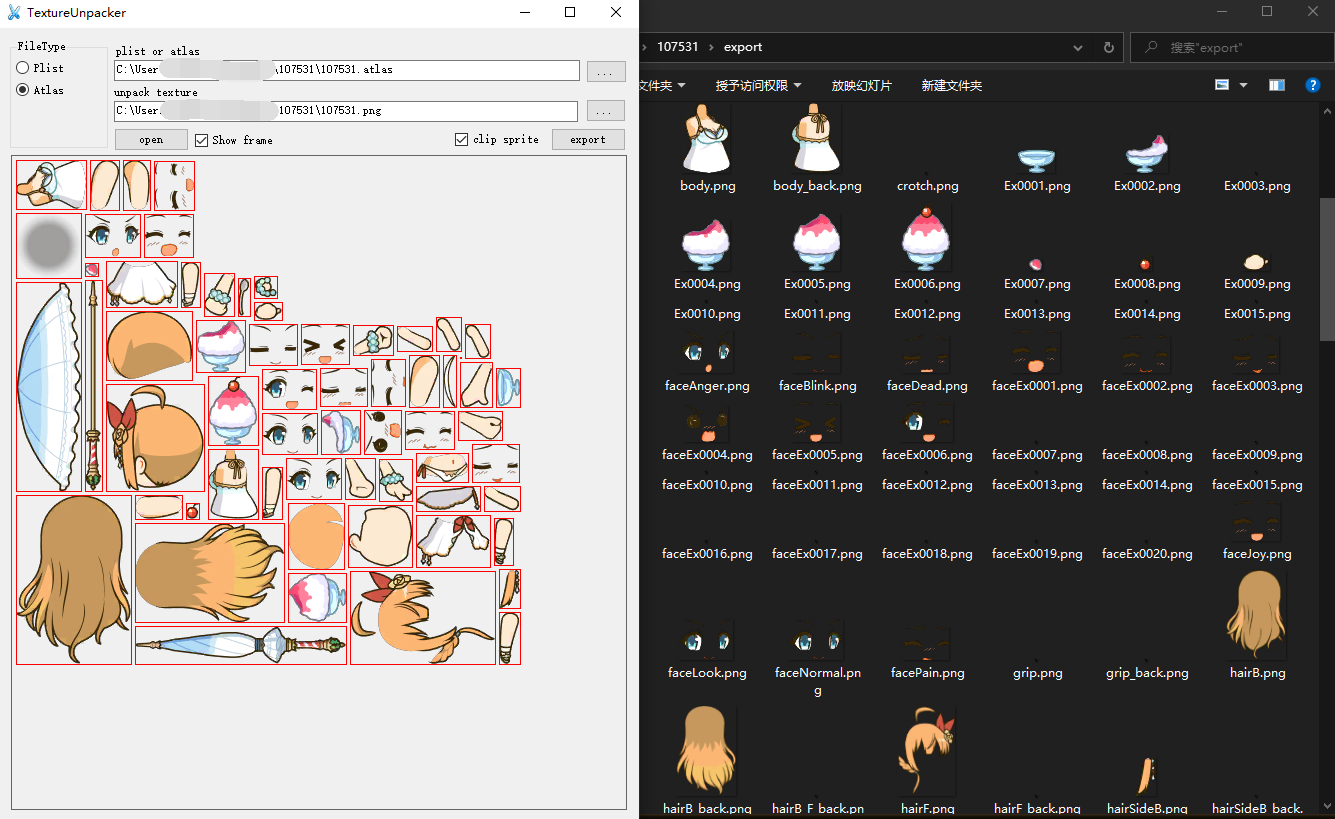 TextureUnpacker
FileType
Plist
Atlas
plist or atlas
C:\User \107531\107531.atlas
...
unpack texture
C:\User. \107531\107531.png
...
open
Show frame
clip sprite
export
107531 export
搜索"export"
文件夹 授予访问权限 放映幻灯片 新建文件夹
body.png body_back.png crotch.png Ex0001.png Ex0002.png Ex0003.png
Ex0004.png Ex0005.png Ex0006.png Ex0007.png Ex0008.png Ex0009.png
Ex0010.png Ex0011.png Ex0012.png Ex0013.png Ex0014.png Ex0015.png
faceAnger.png faceBlink.png faceDead.png faceEx0001.png faceEx0002.png faceEx0003.png
faceEx0004.png faceEx0005.png faceEx0006.png faceEx0007.png faceEx0008.png faceEx0009.png
faceEx0010.png faceEx0011.png faceEx0012.png faceEx0013.png faceEx0014.png faceEx0015.png
faceEx0016.png faceEx0017.png faceEx0018.png faceEx0019.png faceEx0020.png faceJoy.png
faceLook.png faceNormal.pn facePain.png grip.png grip_back.png hairB.png
g
hairB_back.png hairB_F_back.pn hairF.png hairF_back.png hairSideB.png hairSideB_back.